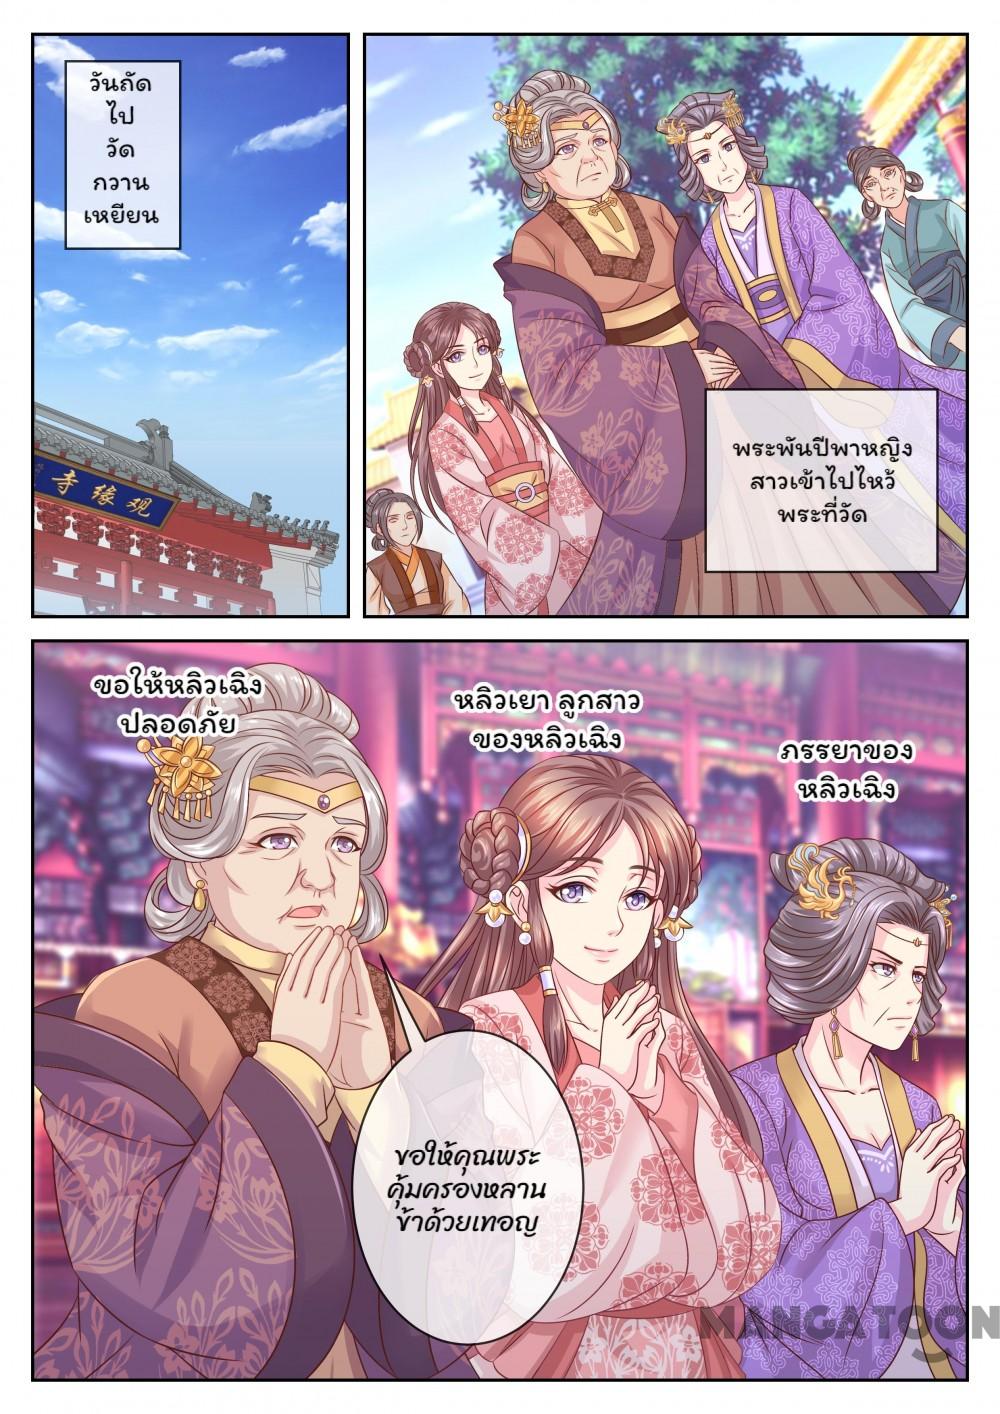 วันถัด
ไป
วัด
กวาน
เหยียน
观缘寺
พระพันปีพาหญิง
สาวเข้าไปไหว้
พระที่วัด
ขอให้หลิวเฉิง
ปลอดภัย
หลิวเยา ลูกสาว
ของหลิวเฉิง
ภรรยาของ
หลิวเฉิง
ขอให้คุณพระ
คุ้มครองหลาน
ข้าด้วยเทอญ
MANGATOON